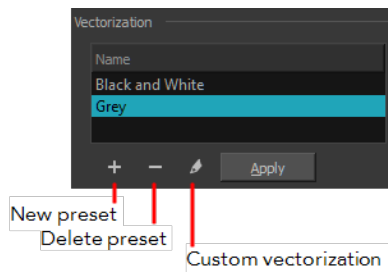 Vectorization
Name
Black and White
Grey
Apply
New preset
Delete preset
Custom vectorization